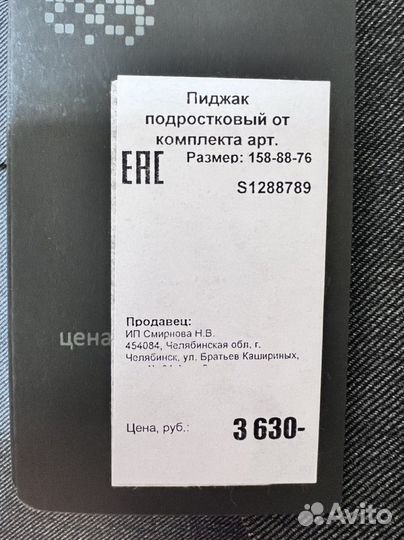 Пиджак
подростковый от
комплекта арт.
ЕАС Размер: 158-88-76
S1288789
Продавец:
ИП Смирнова Н.В.
454084, Челябинская обл. г.
Челябинск, ул. Братьев Кашириных,
цена
Цена, руб.: 3 630-
Avito